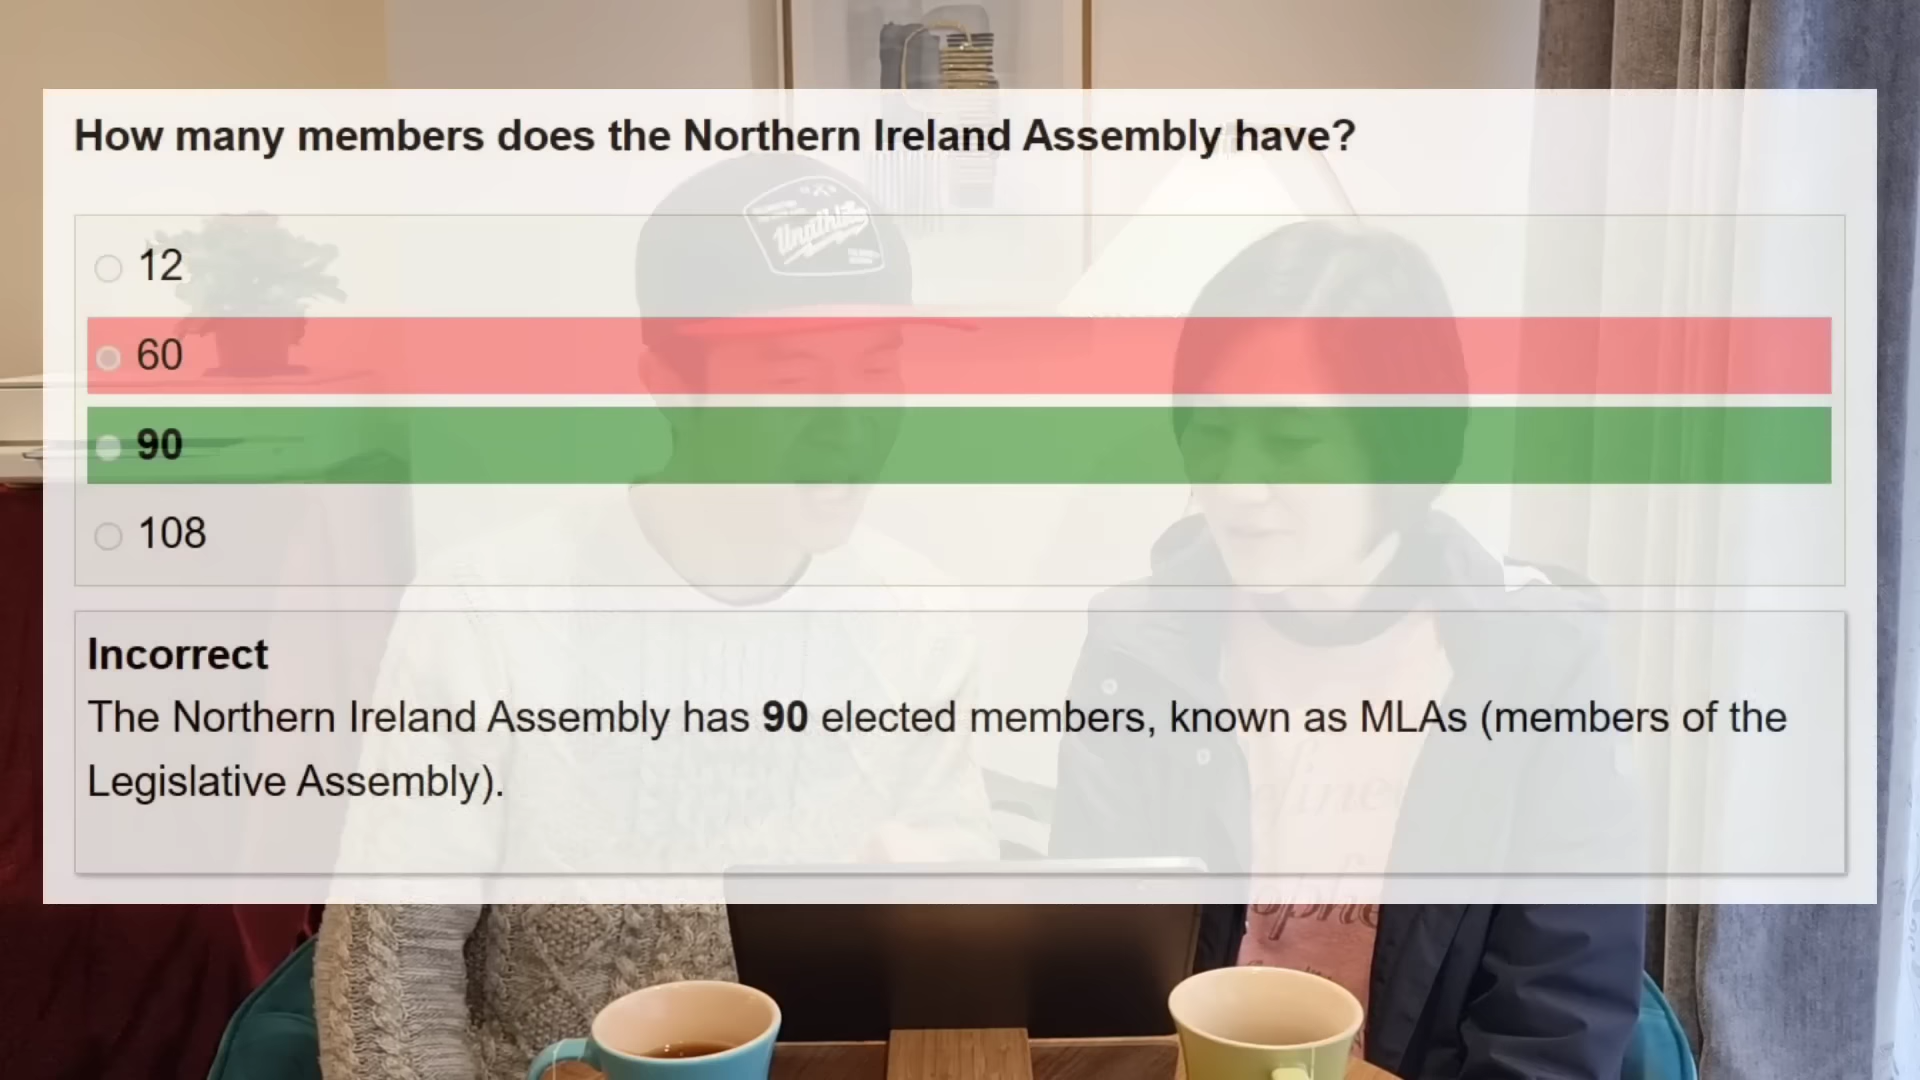 How many members does the Northern Ireland Assembly have?
12
60
90
108
Incorrect
The Northern Ireland Assembly has 90 elected members, known as MLAs (members of the
Legislative Assembly).
Unathletic